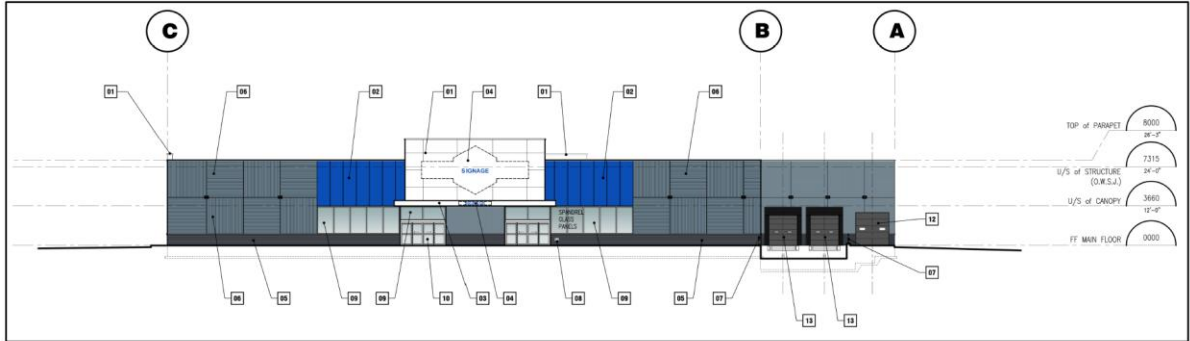 C
B
A
01
06
02
01
04
01
02
06
TOP of PARAPET
8000
26'-3"
SIGNAGE
7315
U/S of STRUCTURE
24'-0"
(O.W.S.J.)
3660
U/S of CANOPY
12'-0"
SPANDREL
GLASS
PANELS
12
FF MAIN FLOOR
0000
07
06
05
09
09
10
03
04
08
09
05
07
13
13